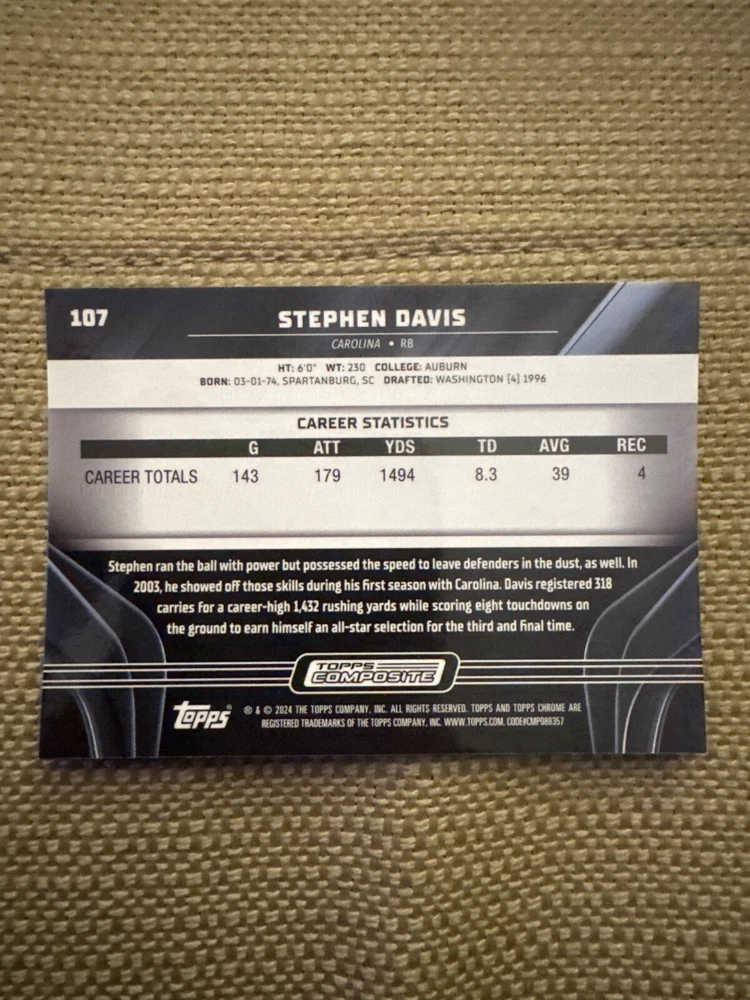 107
STEPHEN DAVIS
CAROLINA • RB
HT: 6'0" WT: 230 COLLEGE: AUBURN
BORN: 03-01-74, SPARTANBURG, SC DRAFTED: WASHINGTON (4) 1996
CAREER STATISTICS
G ATT YDS TD AVG REC
CAREER TOTALS 143 179 1494 8.3 39 4
Stephen ran the ball with power but possessed the speed to leave defenders in the dust, as well. In
2003, he showed off those skills during his first season with Carolina. Davis registered 318
carries for a career-high 1,432 rushing yards while scoring eight touchdowns on
the ground to earn himself an all-star selection for the third and final time.
TOPPS
COMPOSITE
Topps
® & © 2024 THE TOPPS COMPANY, INC. ALL RIGHTS RESERVED. TOPPS AND TOPPS CHROME ARE
REGISTERED TRADEMARKS OF THE TOPPS COMPANY, INC. WWW.TOPPS.COM. CODE#CMP088357